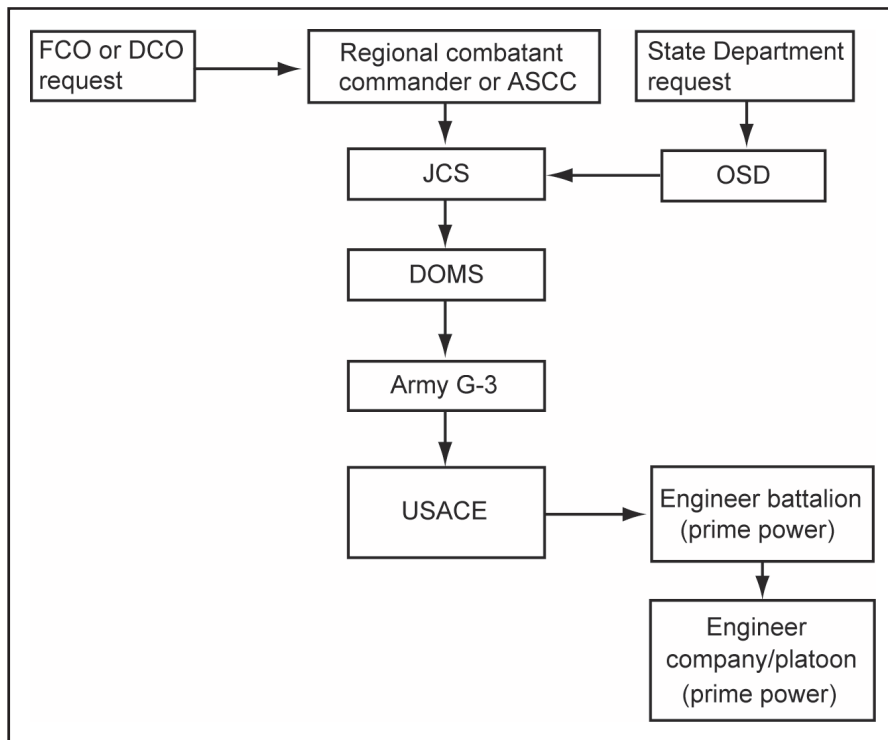 FCO or DCO
request
Regional combatant
commander or ASCC
State Department
request
JCS
OSD
DOMS
Army G-3
USACE
Engineer battalion
(prime power)
Engineer
company/platoon
(prime power)